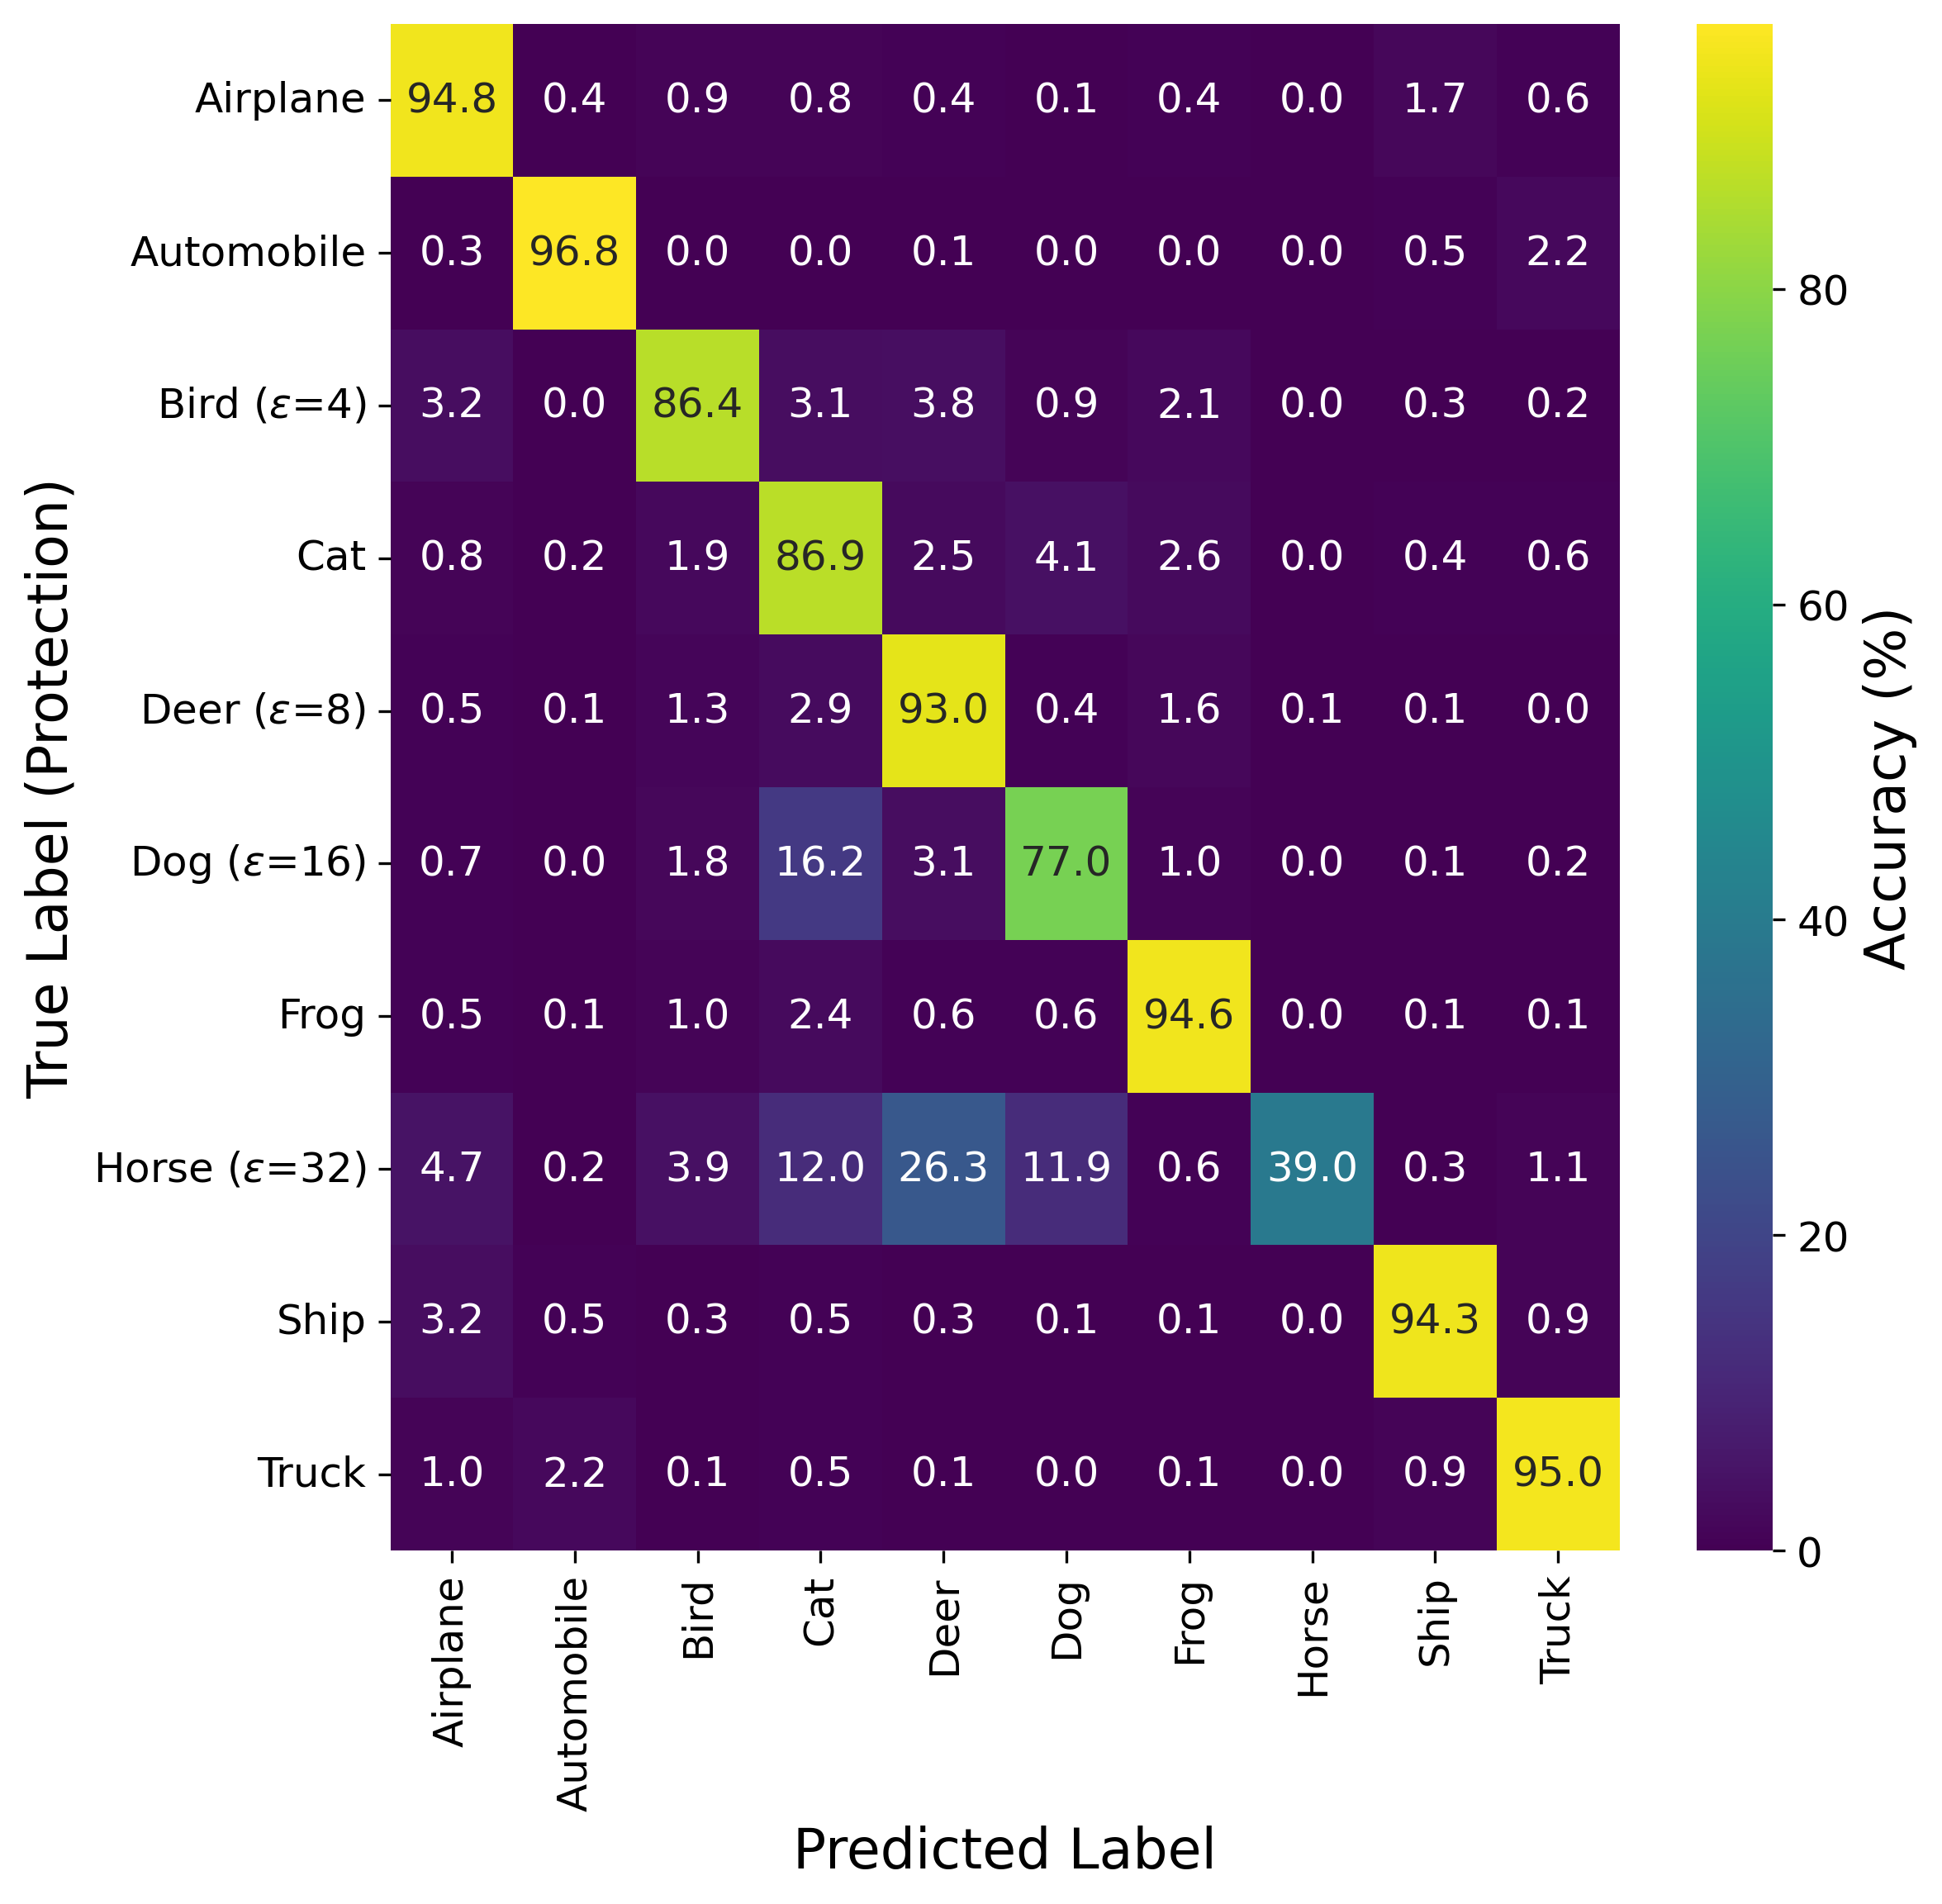 Airplane 94.8 0.4 0.9 0.8 0.4 0.1 0.4 0.0 1.7 0.6
Automobile 0.3 96.8 0.0 0.0 0.1 0.0 0.0 0.0 0.5 2.2
Bird (ε=4) 3.2 0.0 86.4 3.1 3.8 0.9 2.1 0.0 0.3 0.2
Cat 0.8 0.2 1.9 86.9 2.5 4.1 2.6 0.0 0.4 0.6
Deer (ε=8) 0.5 0.1 1.3 2.9 93.0 0.4 1.6 0.1 0.1 0.0
Dog (ε=16) 0.7 0.0 1.8 16.2 3.1 77.0 1.0 0.0 0.1 0.2
Frog 0.5 0.1 1.0 2.4 0.6 0.6 94.6 0.0 0.1 0.1
Horse (ε=32) 4.7 0.2 3.9 12.0 26.3 11.9 0.6 39.0 0.3 1.1
Ship 3.2 0.5 0.3 0.5 0.3 0.1 0.1 0.0 94.3 0.9
Truck 1.0 2.2 0.1 0.5 0.1 0.0 0.1 0.0 0.9 95.0
Airplane Automobile Bird Cat Deer Dog Frog Horse Ship Truck
Predicted Label
True Label (Protection)
80
60
40
20
0
Accuracy (%)